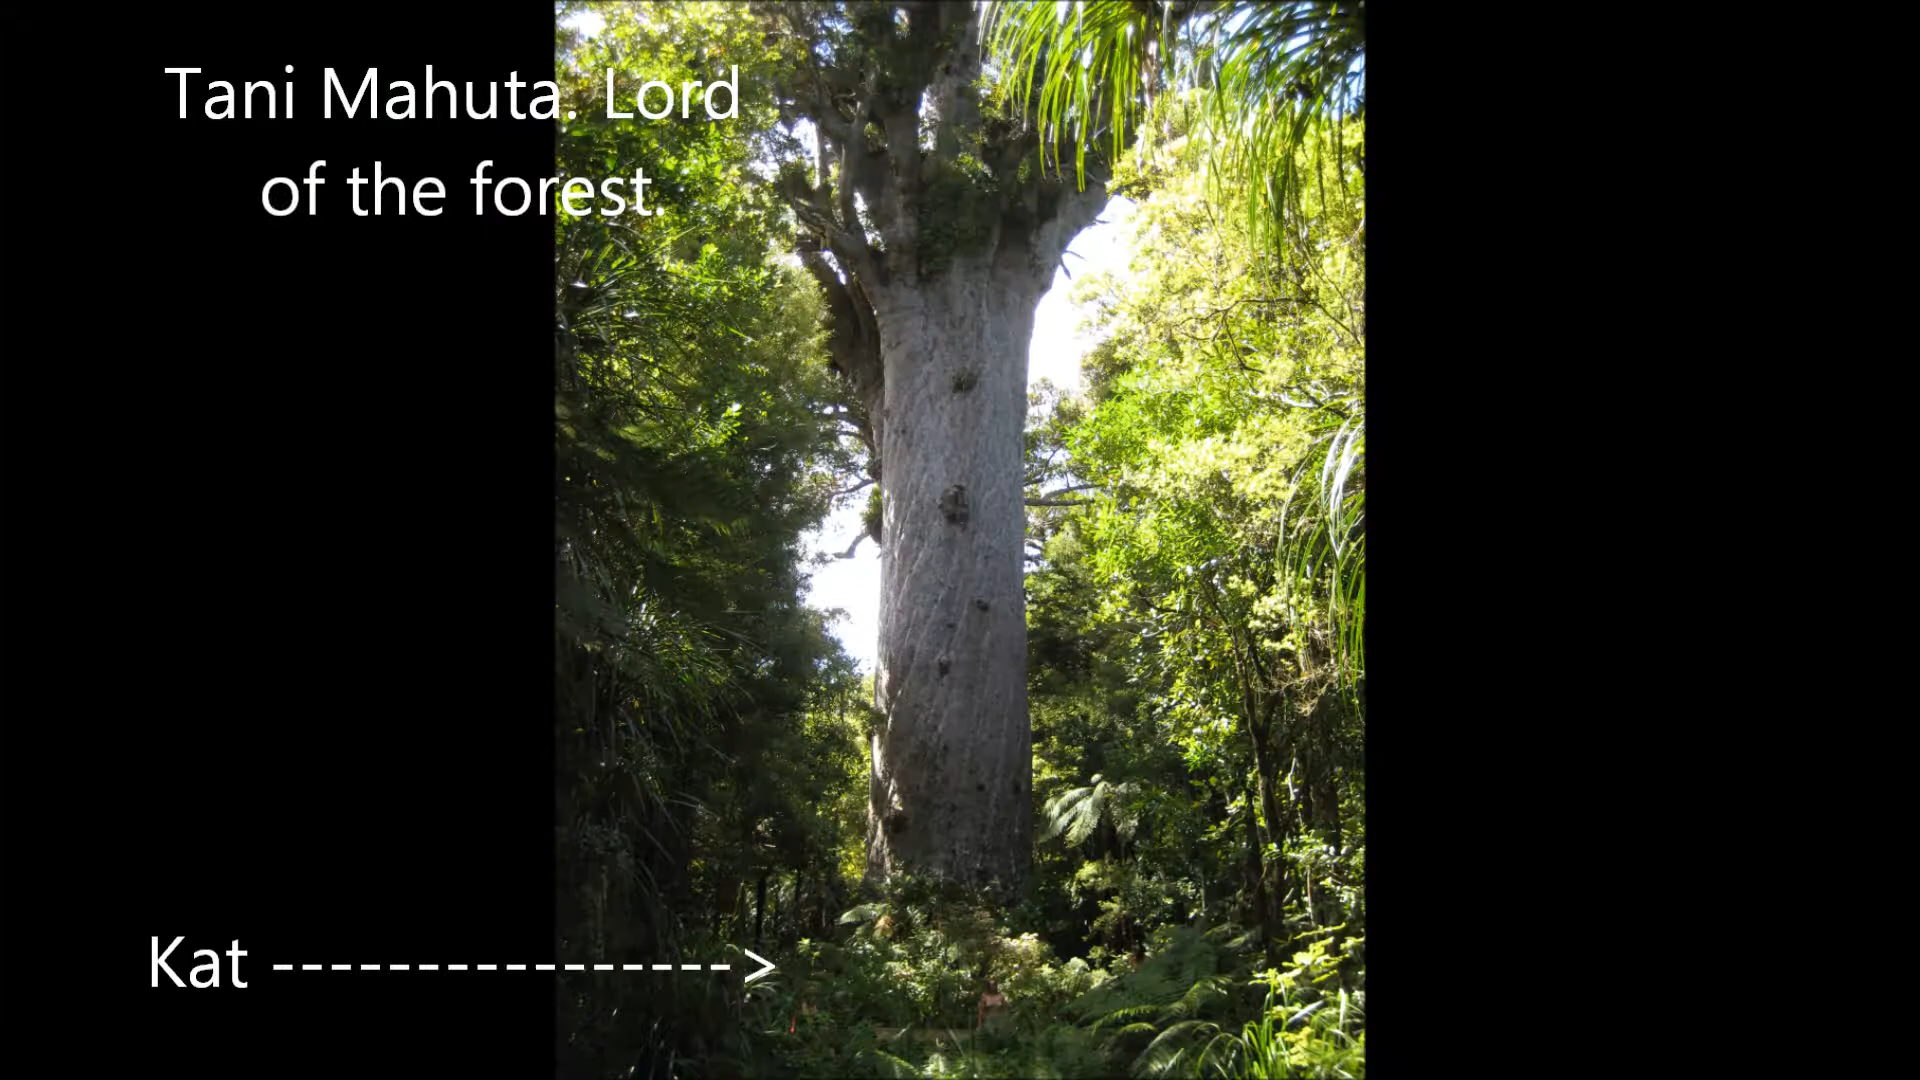 Tani Mahuta. Lord
of the forest.
Kat ---------------->